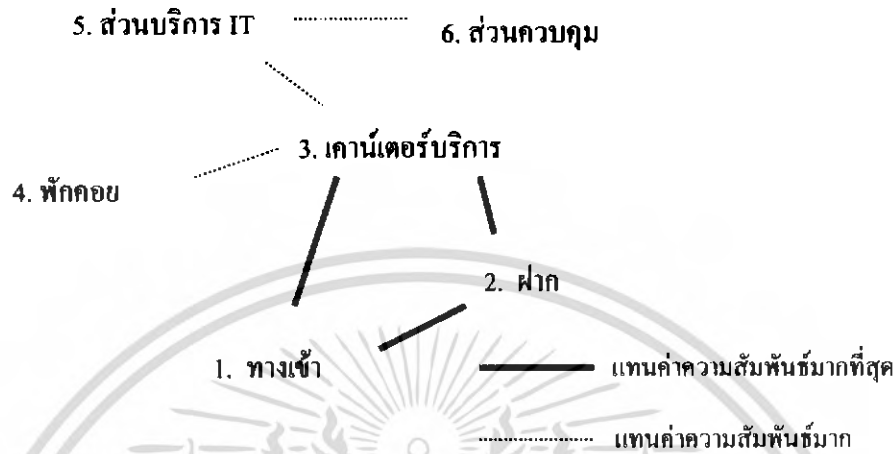 5. ส่วนบริการ IT
6. ส่วนควบคุม
3. เคาน์เตอร์บริการ
4. พักคอย
2. ฝาก
1. ทางเข้า
แทนค่าความสัมพันธ์มากที่สุด
แทนค่าความสัมพันธ์มาก